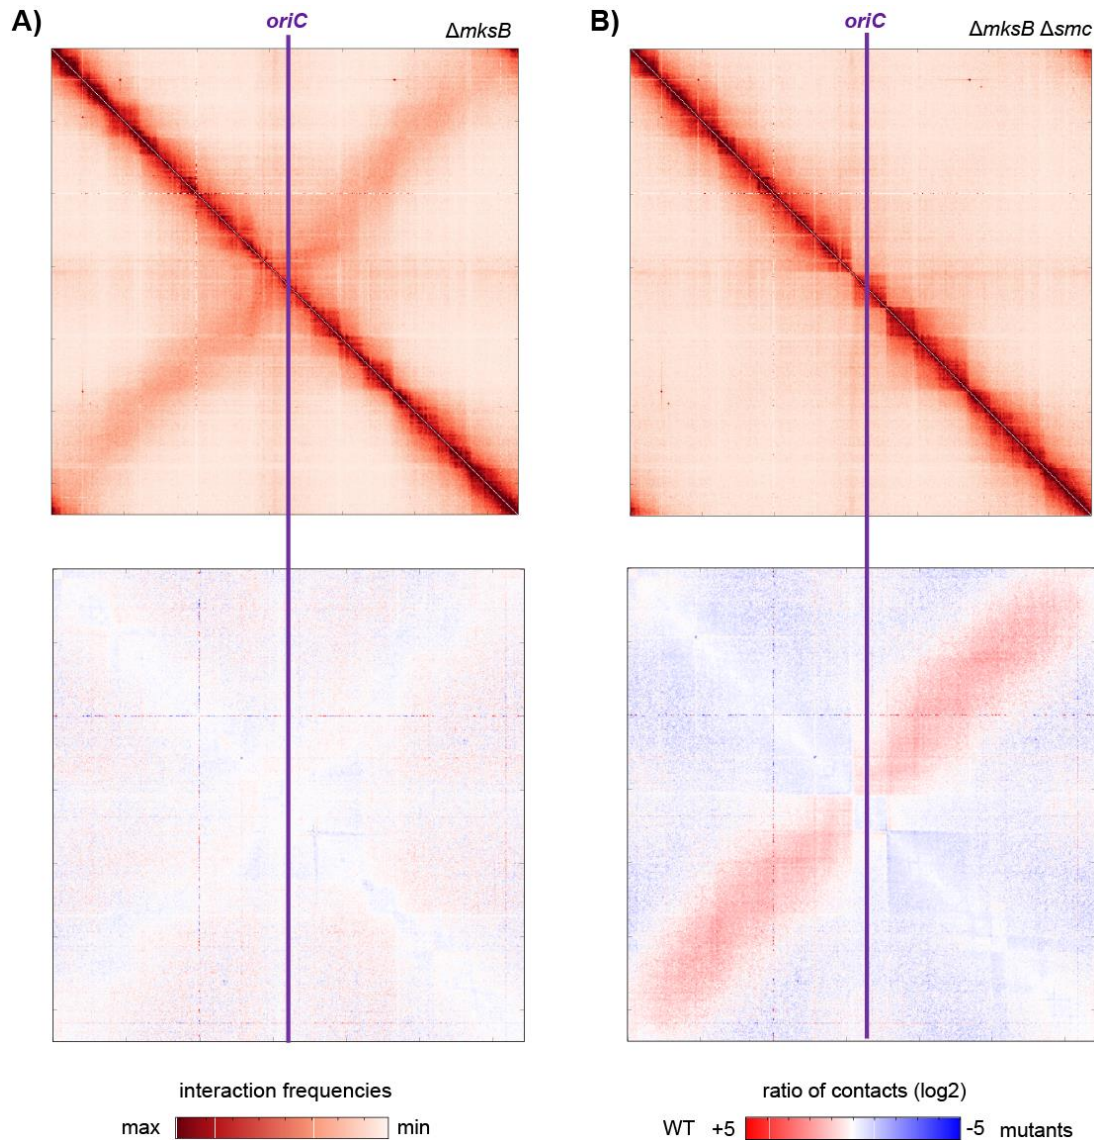 A)
oriC
ΔmksB
B)
oriC
ΔmksB Δsmc
interaction frequencies
max
min
ratio of contacts (log2)
WT +5
-5 mutants